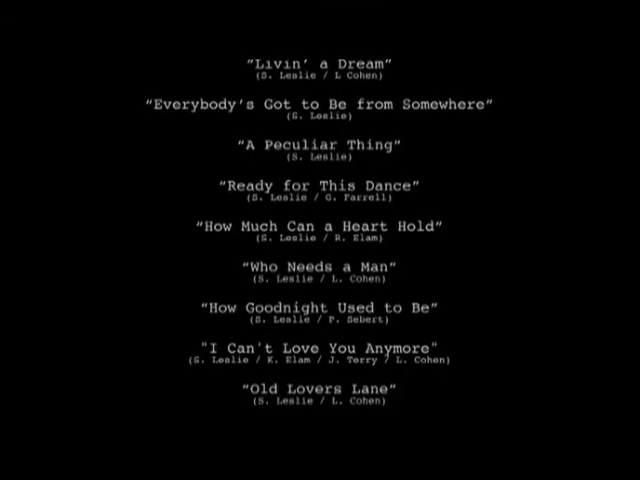 “Livin’ a Dream”
(S. Leslie / L Cohen)
“Everybody’s Got to Be from Somewhere”
(S. Leslie)
“A Peculiar Thing”
(S. Leslie)
“Ready for This Dance”
(S. Leslie / G. Farrell)
“How Much Can a Heart Hold”
(S. Leslie / R. Elam)
“Who Needs a Man”
(S. Leslie / L. Cohen)
“How Goodnight Used to Be”
(S. Leslie / P. Sebert)
"I Can't Love You Anymore"
(S. Leslie / K. Elam / J. Terry / L. Cohen)
“Old Lovers Lane”
(S. Leslie / L. Cohen)